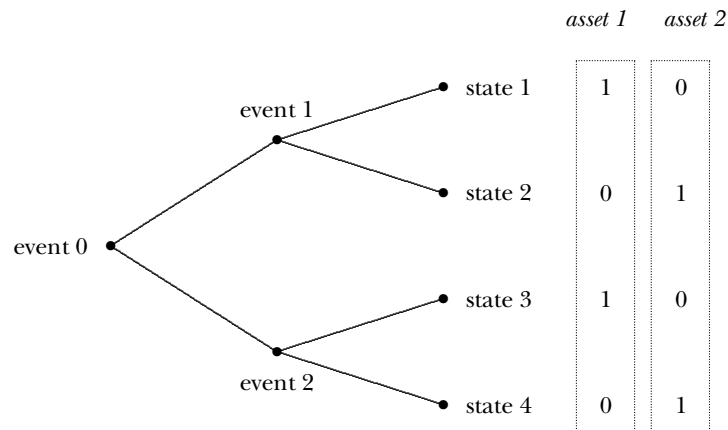 asset 1 asset 2
state 1 1 0
event 1
state 2 0 1
event 0
state 3 1 0
event 2
state 4 0 1